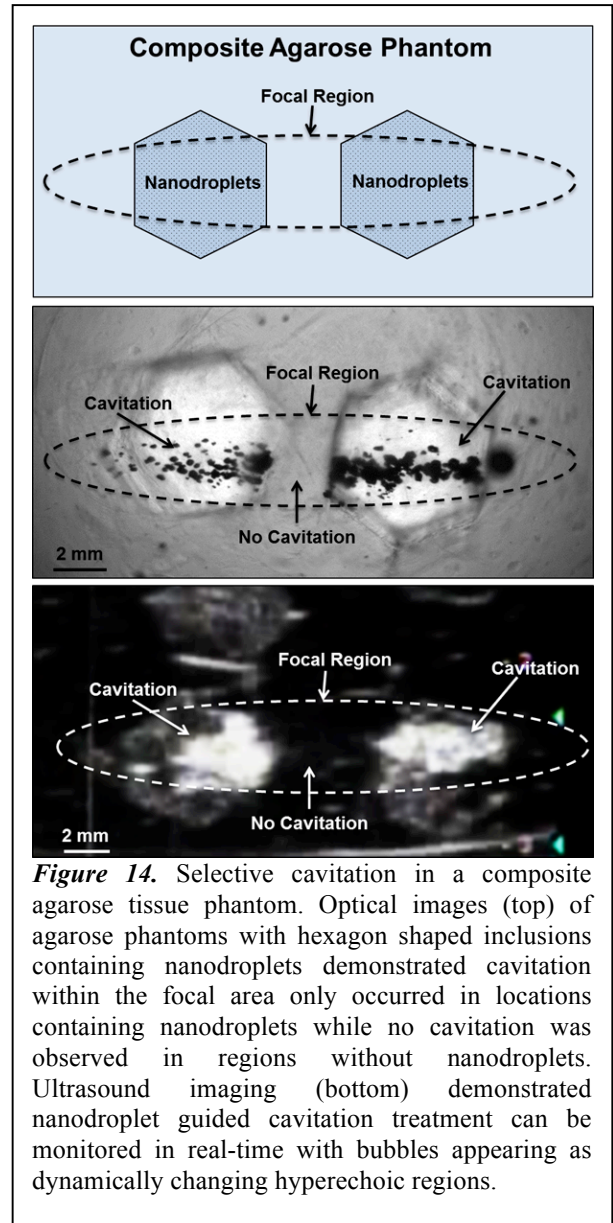 Composite Agarose Phantom
Focal Region
Nanodroplets Nanodroplets
Focal Region
Cavitation
Cavitation
No Cavitation
2 mm
Focal Region
Cavitation
Cavitation
No Cavitation
2 mm
Figure 14. Selective cavitation in a composite
agarose tissue phantom. Optical images (top) of
agarose phantoms with hexagon shaped inclusions
containing nanodroplets demonstrated cavitation
within the focal area only occurred in locations
containing nanodroplets while no cavitation was
observed in regions without nanodroplets.
Ultrasound imaging (bottom) demonstrated
nanodroplet guided cavitation treatment can be
monitored in real-time with bubbles appearing as
dynamically changing hyperechoic regions.